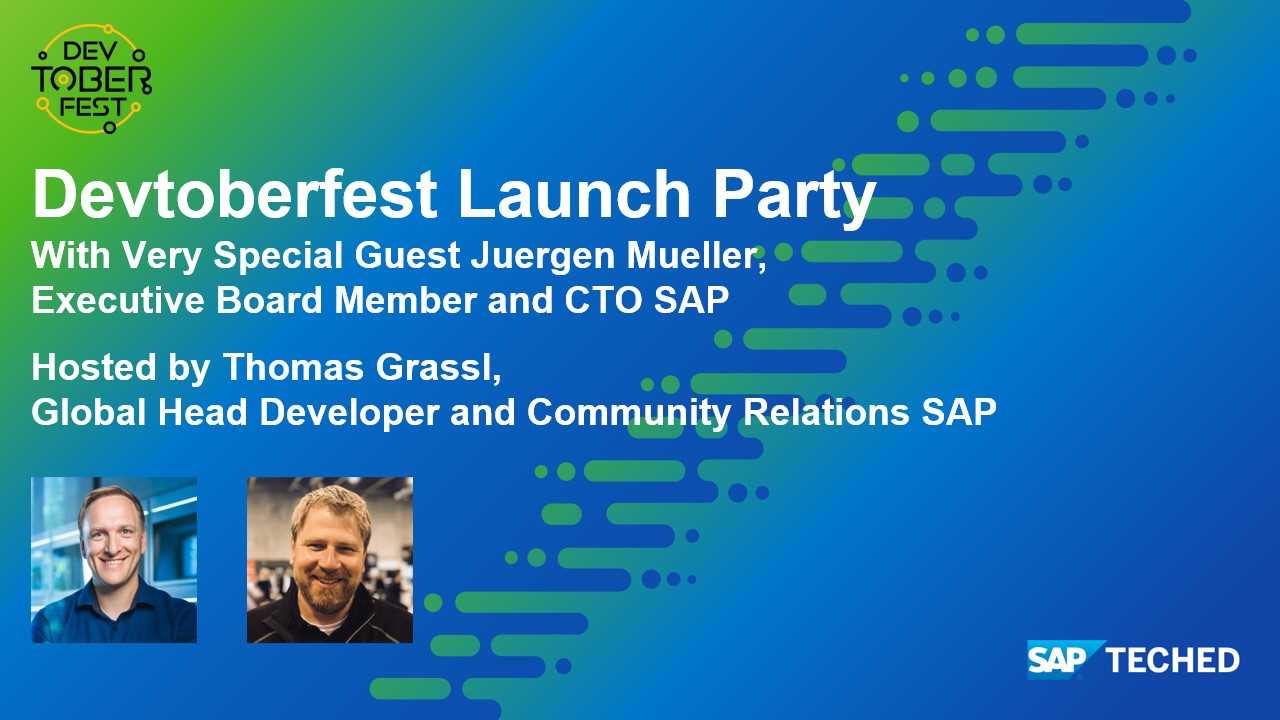 DEV
TOBER
FEST
Devtoberfest Launch Party
With Very Special Guest Juergen Mueller,
Executive Board Member and CTO SAP
Hosted by Thomas Grassl,
Global Head Developer and Community Relations SAP
SAP TECHED